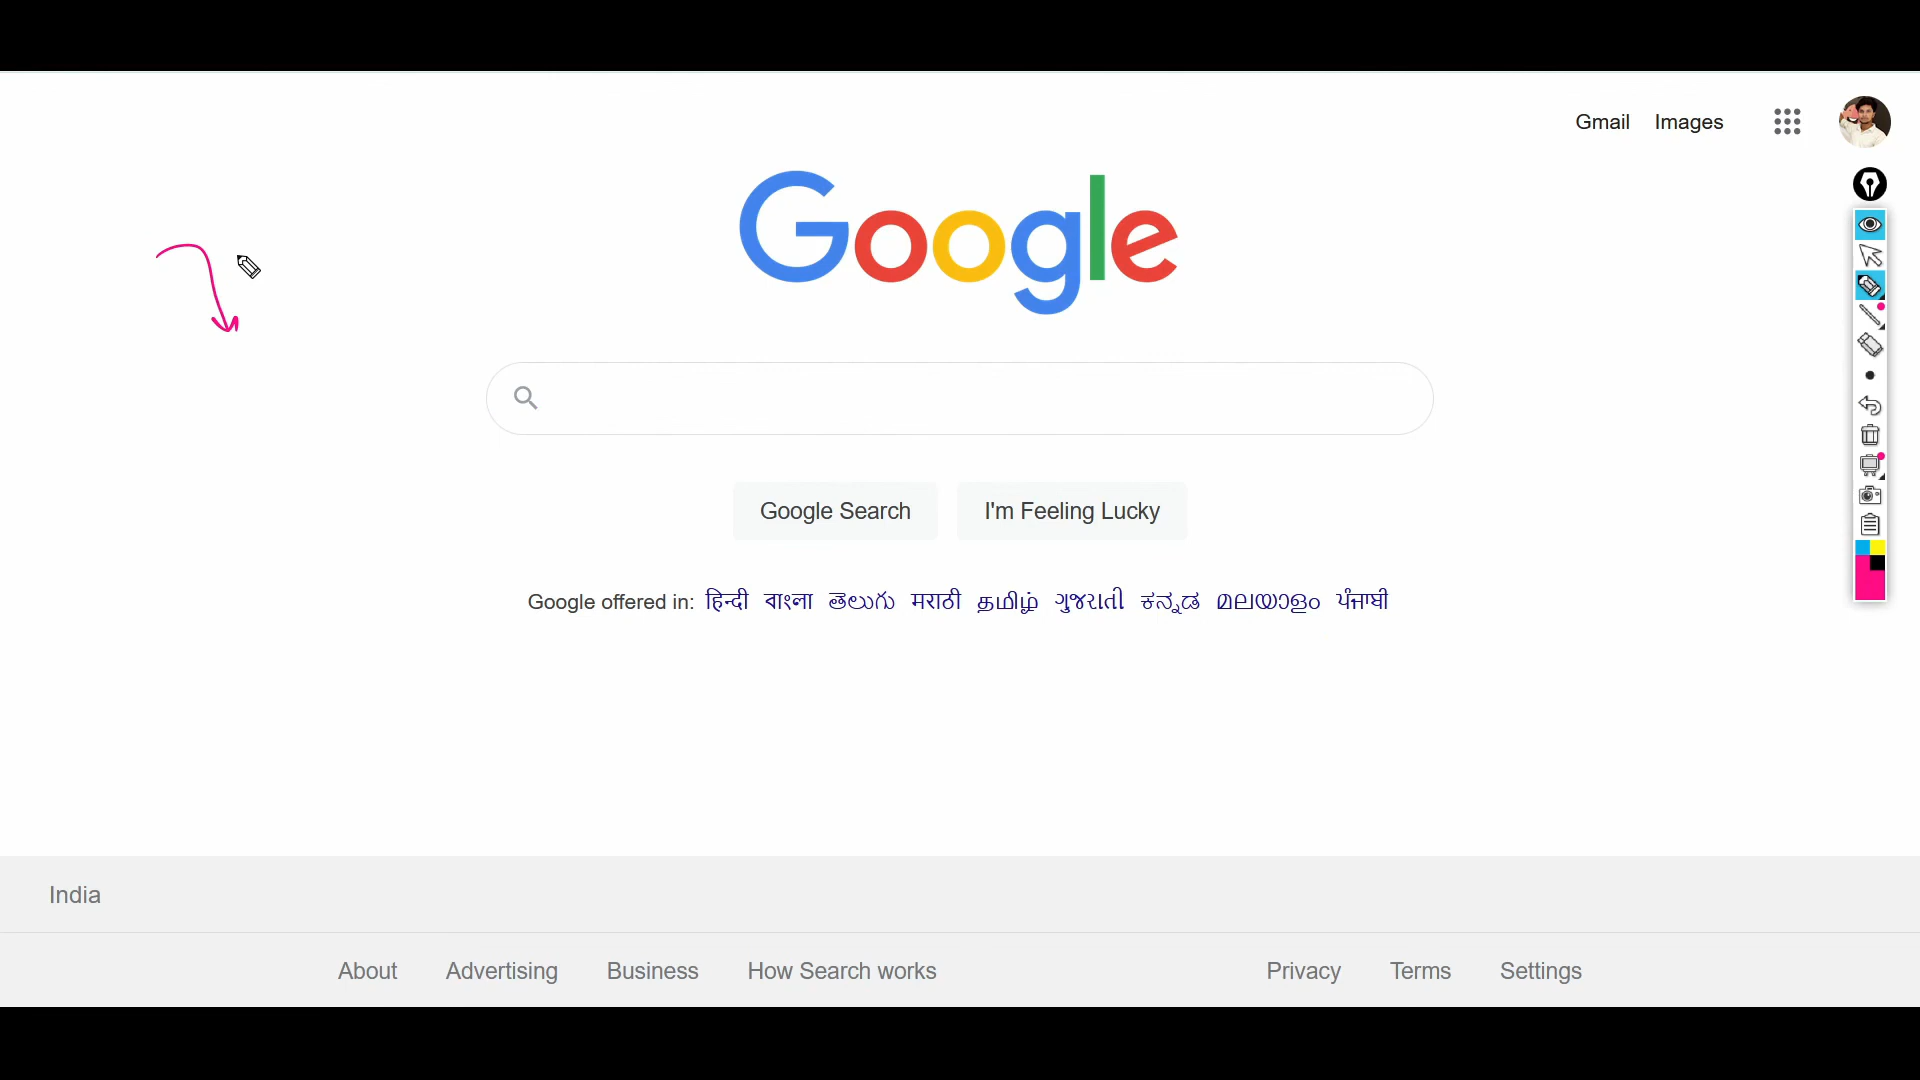 Gmail Images
Google
Google Search I'm Feeling Lucky
Google offered in: हिन्दी বাংলা తెలుగు मराठी தமிழ் ગુજરાતી ಕನ್ನಡ മലയാളം ਪੰਜਾਬੀ
India
About Advertising Business How Search works Privacy Terms Settings